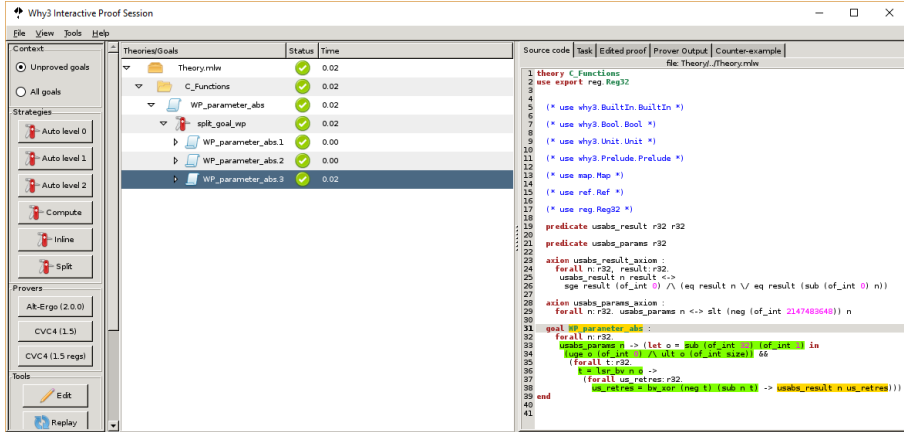 Why3 Interactive Proof Session
File View Tools Help
Context
Unproved goals
All goals
Strategies
Auto level 0
Auto level 1
Auto level 2
Compute
Inline
Split
Provers
Alt-Ergo (2.0.0)
CVC4 (1.5)
CVC4 (1.5 regs)
Tools
Edit
Replay
Theories/Goals Status Time
Theory.mlw 0.02
C_Functions 0.02
WP_parameter_abs 0.02
split_goal_wp 0.02
WP_parameter_abs.1 0.00
WP_parameter_abs.2 0.00
WP_parameter_abs.3 0.02
Source code Task Edited proof Prover Output Counter-example
file: Theory/../Theory.mlw
1 theory C_Functions
2 use export reg.Reg32
3
4
5 (* use why3.BuiltIn.BuiltIn *)
6
7 (* use why3.Bool.Bool *)
8
9 (* use why3.Unit.Unit *)
10
11 (* use why3.Prelude.Prelude *)
12
13 (* use map.Map *)
14
15 (* use ref.Ref *)
16
17 (* use reg.Reg32 *)
18
19 predicate usabs_result r32 r32
20
21 predicate usabs_params r32
22
23 axiom usabs_result_axiom :
24 forall n:r32, result:r32.
25 usabs_result n result <->
26 sge result (of_int 0) /\ (eq result n \/ eq result (sub (of_int 0) n))
27
28 axiom usabs_params_axiom :
29 forall n:r32. usabs_params n <-> slt (neg (of_int 2147483648)) n
30
31 goal WP_parameter_abs :
32 forall n:r32.
33 usabs_params n -> (let o = sub (of_int 32) (of_int 1) in
34 (uge o (of_int 0) /\ ult o (of_int size)) &&
35 (forall t:r32.
36 t = lsr_bv n o ->
37 (forall us_retres:r32.
38 us_retres = bv_xor (neg t) (sub n t) -> usabs_result n us_retres)))
39 end
40
41